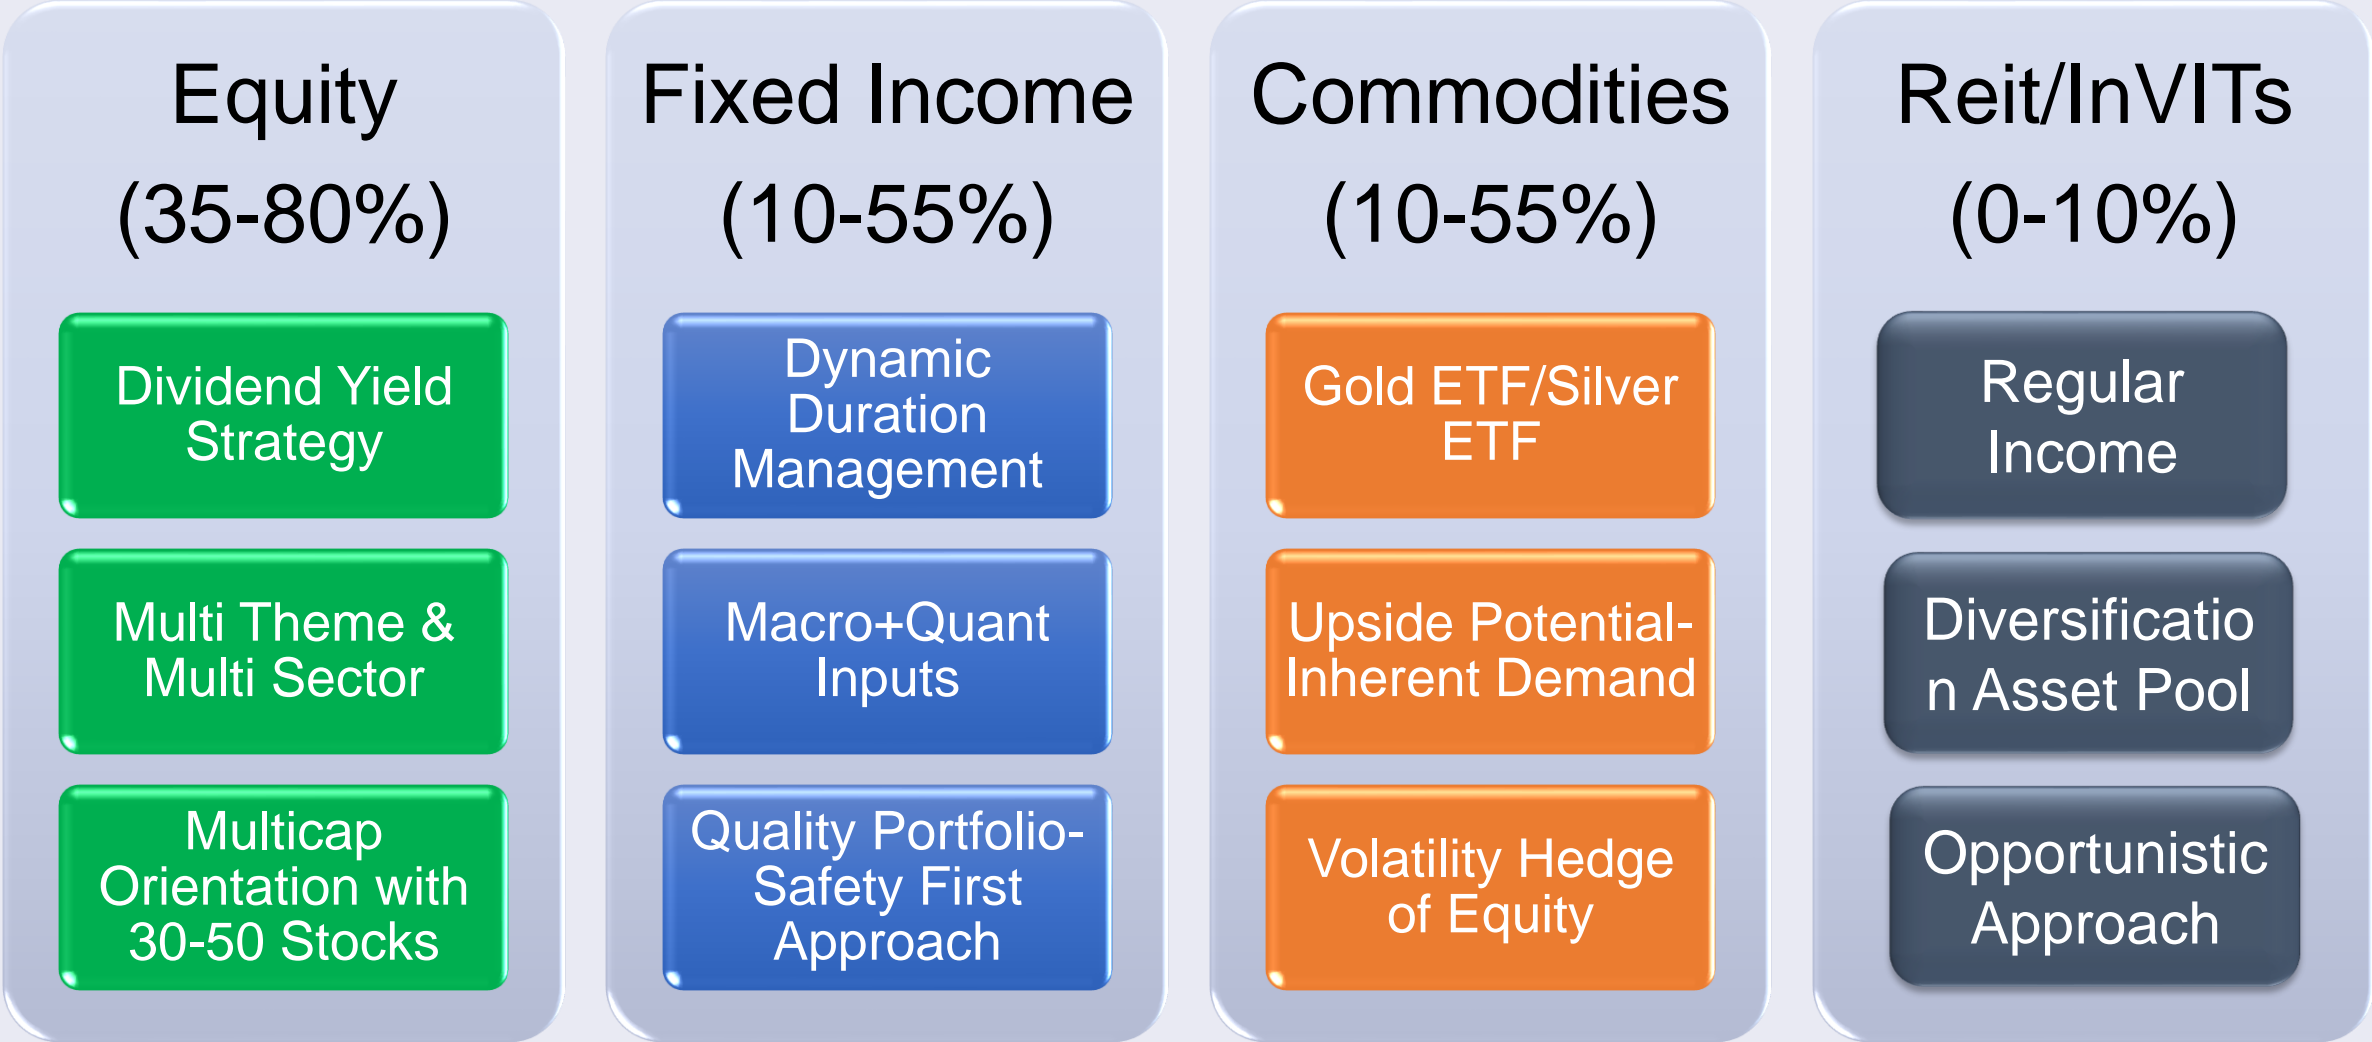 Equity
(35-80%)
Dividend Yield
Strategy
Multi Theme &
Multi Sector
Multicap
Orientation with
30-50 Stocks
Fixed Income
(10-55%)
Dynamic
Duration
Management
Macro+Quant
Inputs
Quality Portfolio-
Safety First
Approach
Commodities
(10-55%)
Gold ETF/Silver
ETF
Upside Potential-
Inherent Demand
Volatility Hedge
of Equity
Reit/InVITs
(0-10%)
Regular
Income
Diversificatio
n Asset Pool
Opportunistic
Approach